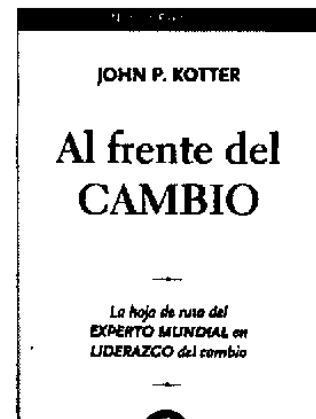 JOHN P. KOTTER
Al frente del
CAMBIO
La hoja de ruta del
EXPERTO MUNDIAL en
LIDERAZGO del cambio